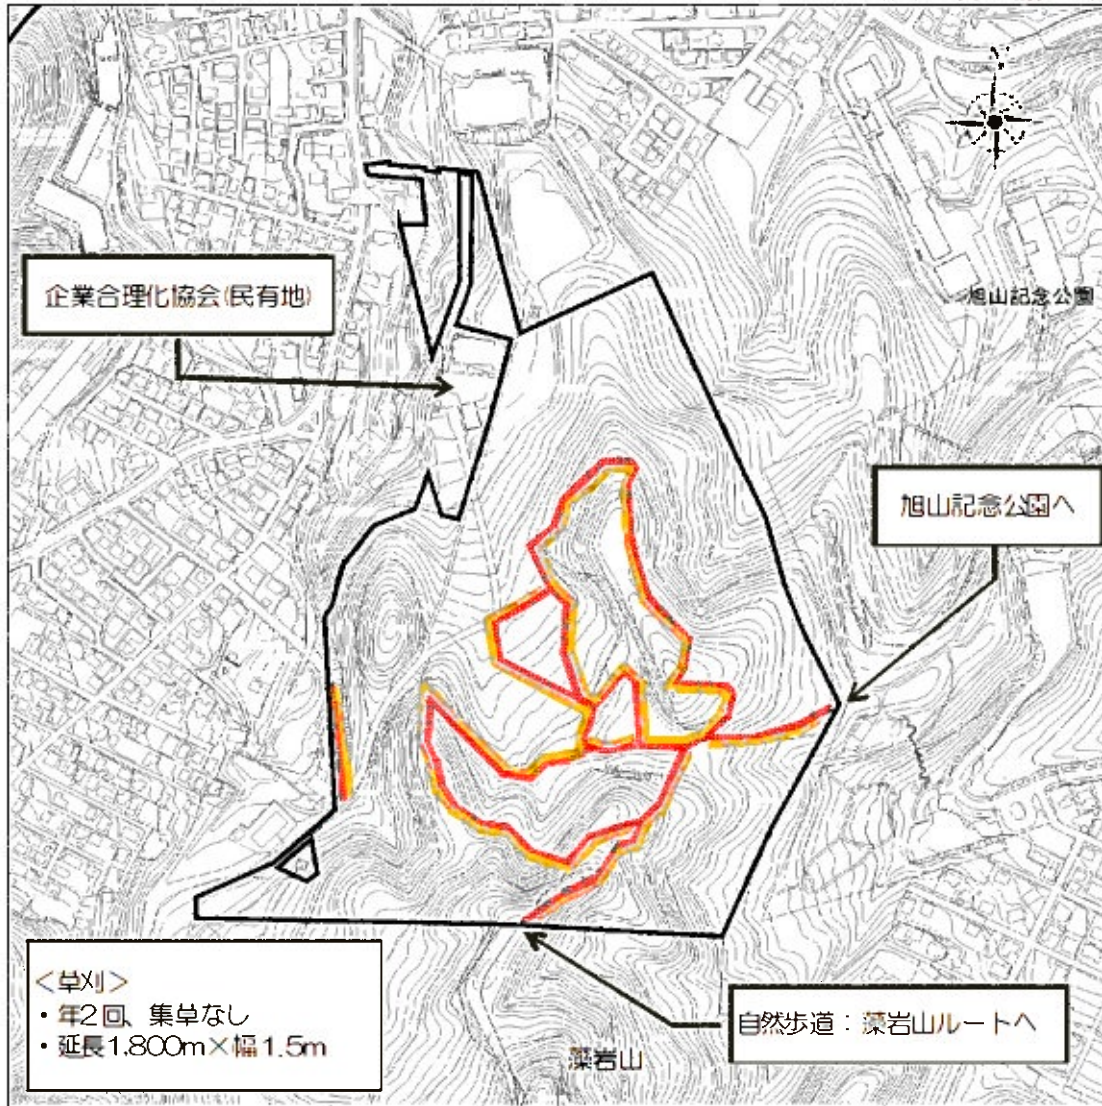 企業合理化協会(民有地)
旭山記念公園
旭山記念公園へ
<草刈>
・年2回、集草なし
・延長1,800m×幅1.5m
自然歩道：藻岩山ルートへ
藻岩山